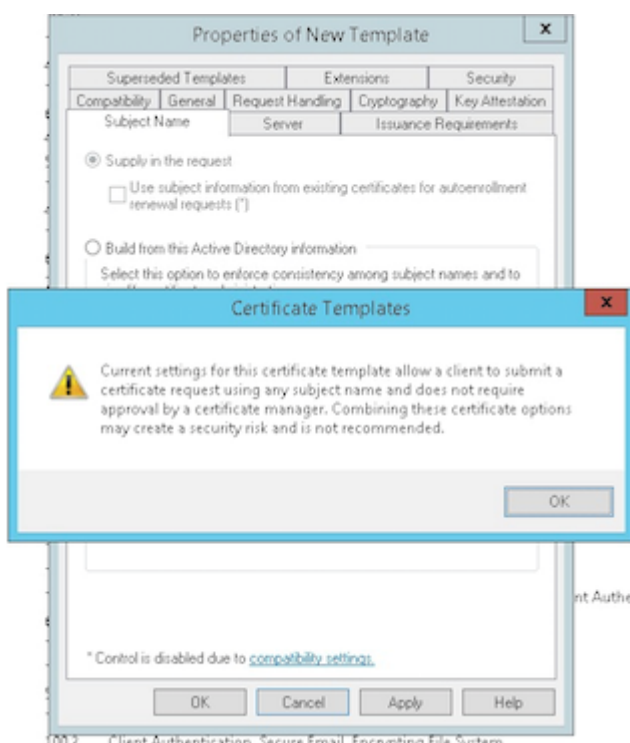 Properties of New Template
x
Superseded Templates Extensions Security
Compatibility General Request Handling Cryptography Key Attestation
Subject Name Server Issuance Requirements
Supply in the request
Use subject information from existing certificates for autoenrollment
renewal requests (*)
Build from this Active Directory information
Select this option to enforce consistency among subject names and to
Certificate Templates
x
Current settings for this certificate template allow a client to submit a
certificate request using any subject name and does not require
approval by a certificate manager. Combining these certificate options
may create a security risk and is not recommended.
OK
nt Authe
* Control is disabled due to compatibility settings.
OK Cancel Apply Help
100.2 Client Authentication, Secure Email, Encrypting File System